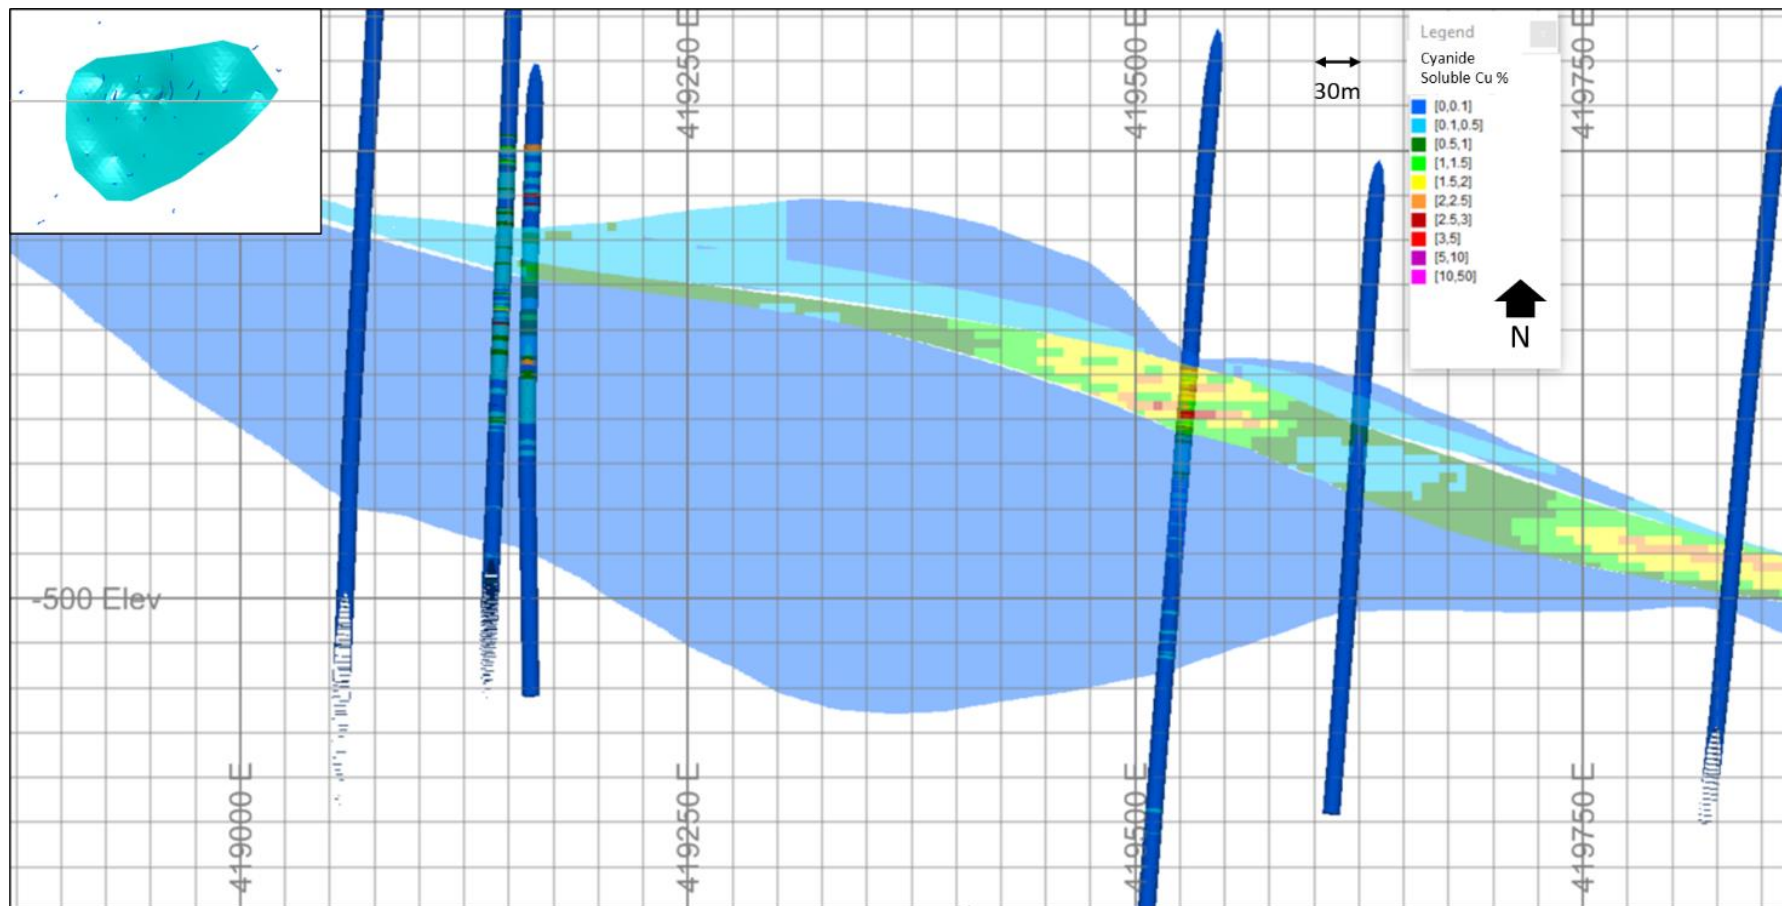 419250 E
419500 E
419750 E
30m
Legend
Cyanide
Soluble Cu %
[0,0.1]
[0.1,0.5]
[0.5,1]
[1,1.5]
[1.5,2]
[2,2.5]
[2.5,3]
[3,5]
[5,10]
[10,50]
N
-500 Elev
419000 E
419250 E
419500 E
419750 E